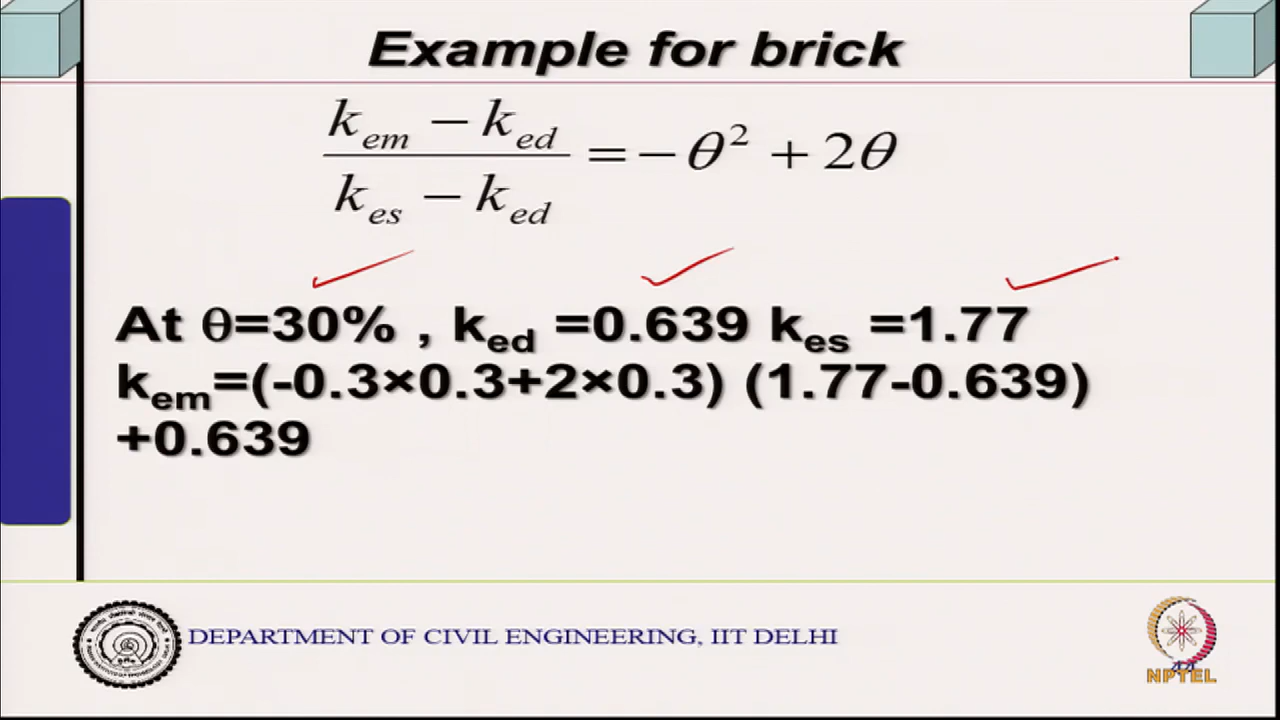 Example for brick
k_em − k_ed / k_es − k_ed = −θ² + 2θ
At θ=30% , k_ed =0.639 k_es =1.77
k_em=(-0.3×0.3+2×0.3) (1.77-0.639)
+0.639
DEPARTMENT OF CIVIL ENGINEERING, IIT DELHI
NPTEL